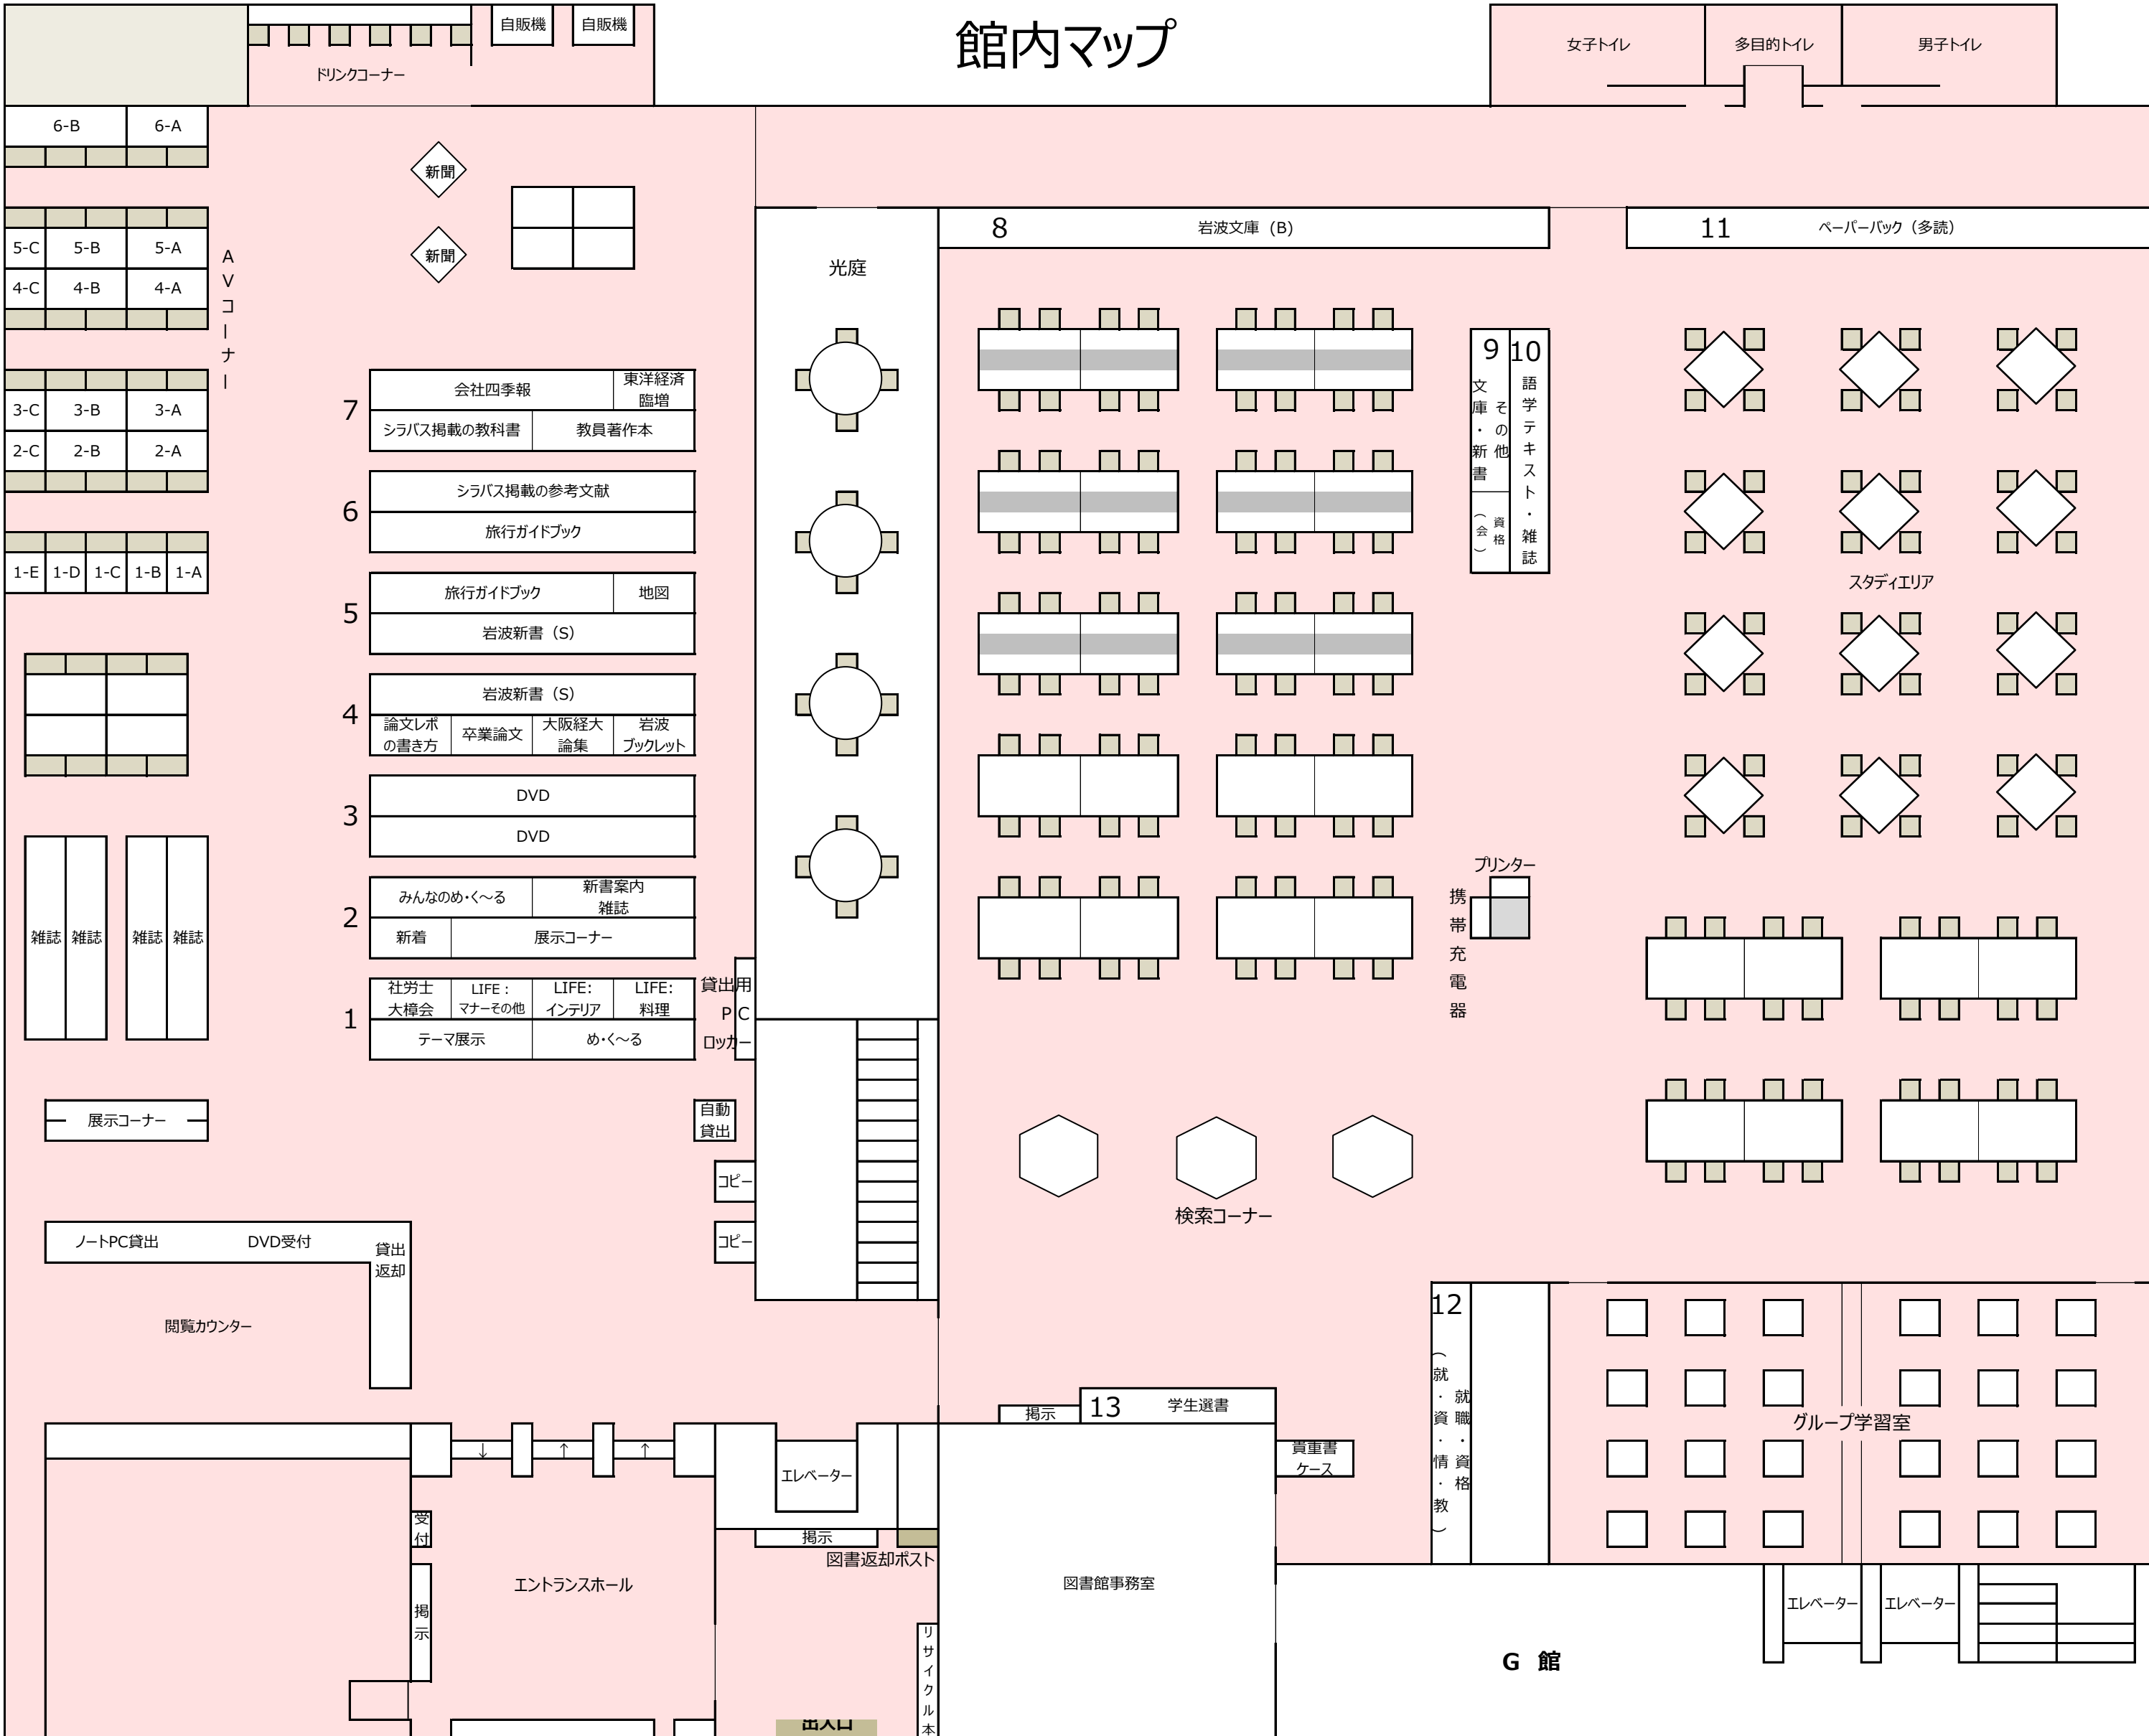 館内マップ
自販機
自販機
ドリンクコーナー
女子トイレ
多目的トイレ
男子トイレ
6-B
6-A
新聞
新聞
AVコーナー
5-C
5-B
5-A
4-C
4-B
4-A
3-C
3-B
3-A
2-C
2-B
2-A
1-E
1-D
1-C
1-B
1-A
光庭
8
岩波文庫（B）
11
ペーパーバック（多読）
9
その他
文庫・新書
資格
（会）
10
語学テキスト・雑誌
スタディエリア
7
会社四季報
東洋経済
臨増
シラバス掲載の教科書
教員著作本
6
シラバス掲載の参考文献
旅行ガイドブック
5
旅行ガイドブック
地図
岩波新書（S）
4
岩波新書（S）
論文レポ
の書き方
卒業論文
大阪経大
論集
岩波
ブックレット
3
DVD
DVD
2
みんなのめ・く～る
新書案内
雑誌
新着
展示コーナー
1
社労士
大樟会
LIFE：
マナーその他
LIFE:
インテリア
LIFE:
料理
テーマ展示
め・く～る
雑誌
雑誌
雑誌
雑誌
貸出用
PC
ロッカー
プリンター
携帯充電器
展示コーナー
自動
貸出
コピー
コピー
検索コーナー
ノートPC貸出
DVD受付
貸出
返却
閲覧カウンター
12
就職・資格
（就・資・情・教）
グループ学習室
掲示
13
学生選書
貴重書
ケース
↓
↑
↑
エレベーター
受付
掲示
図書返却ポスト
エントランスホール
掲示
図書館事務室
リサイクル本
エレベーター
エレベーター
G 館
出入口